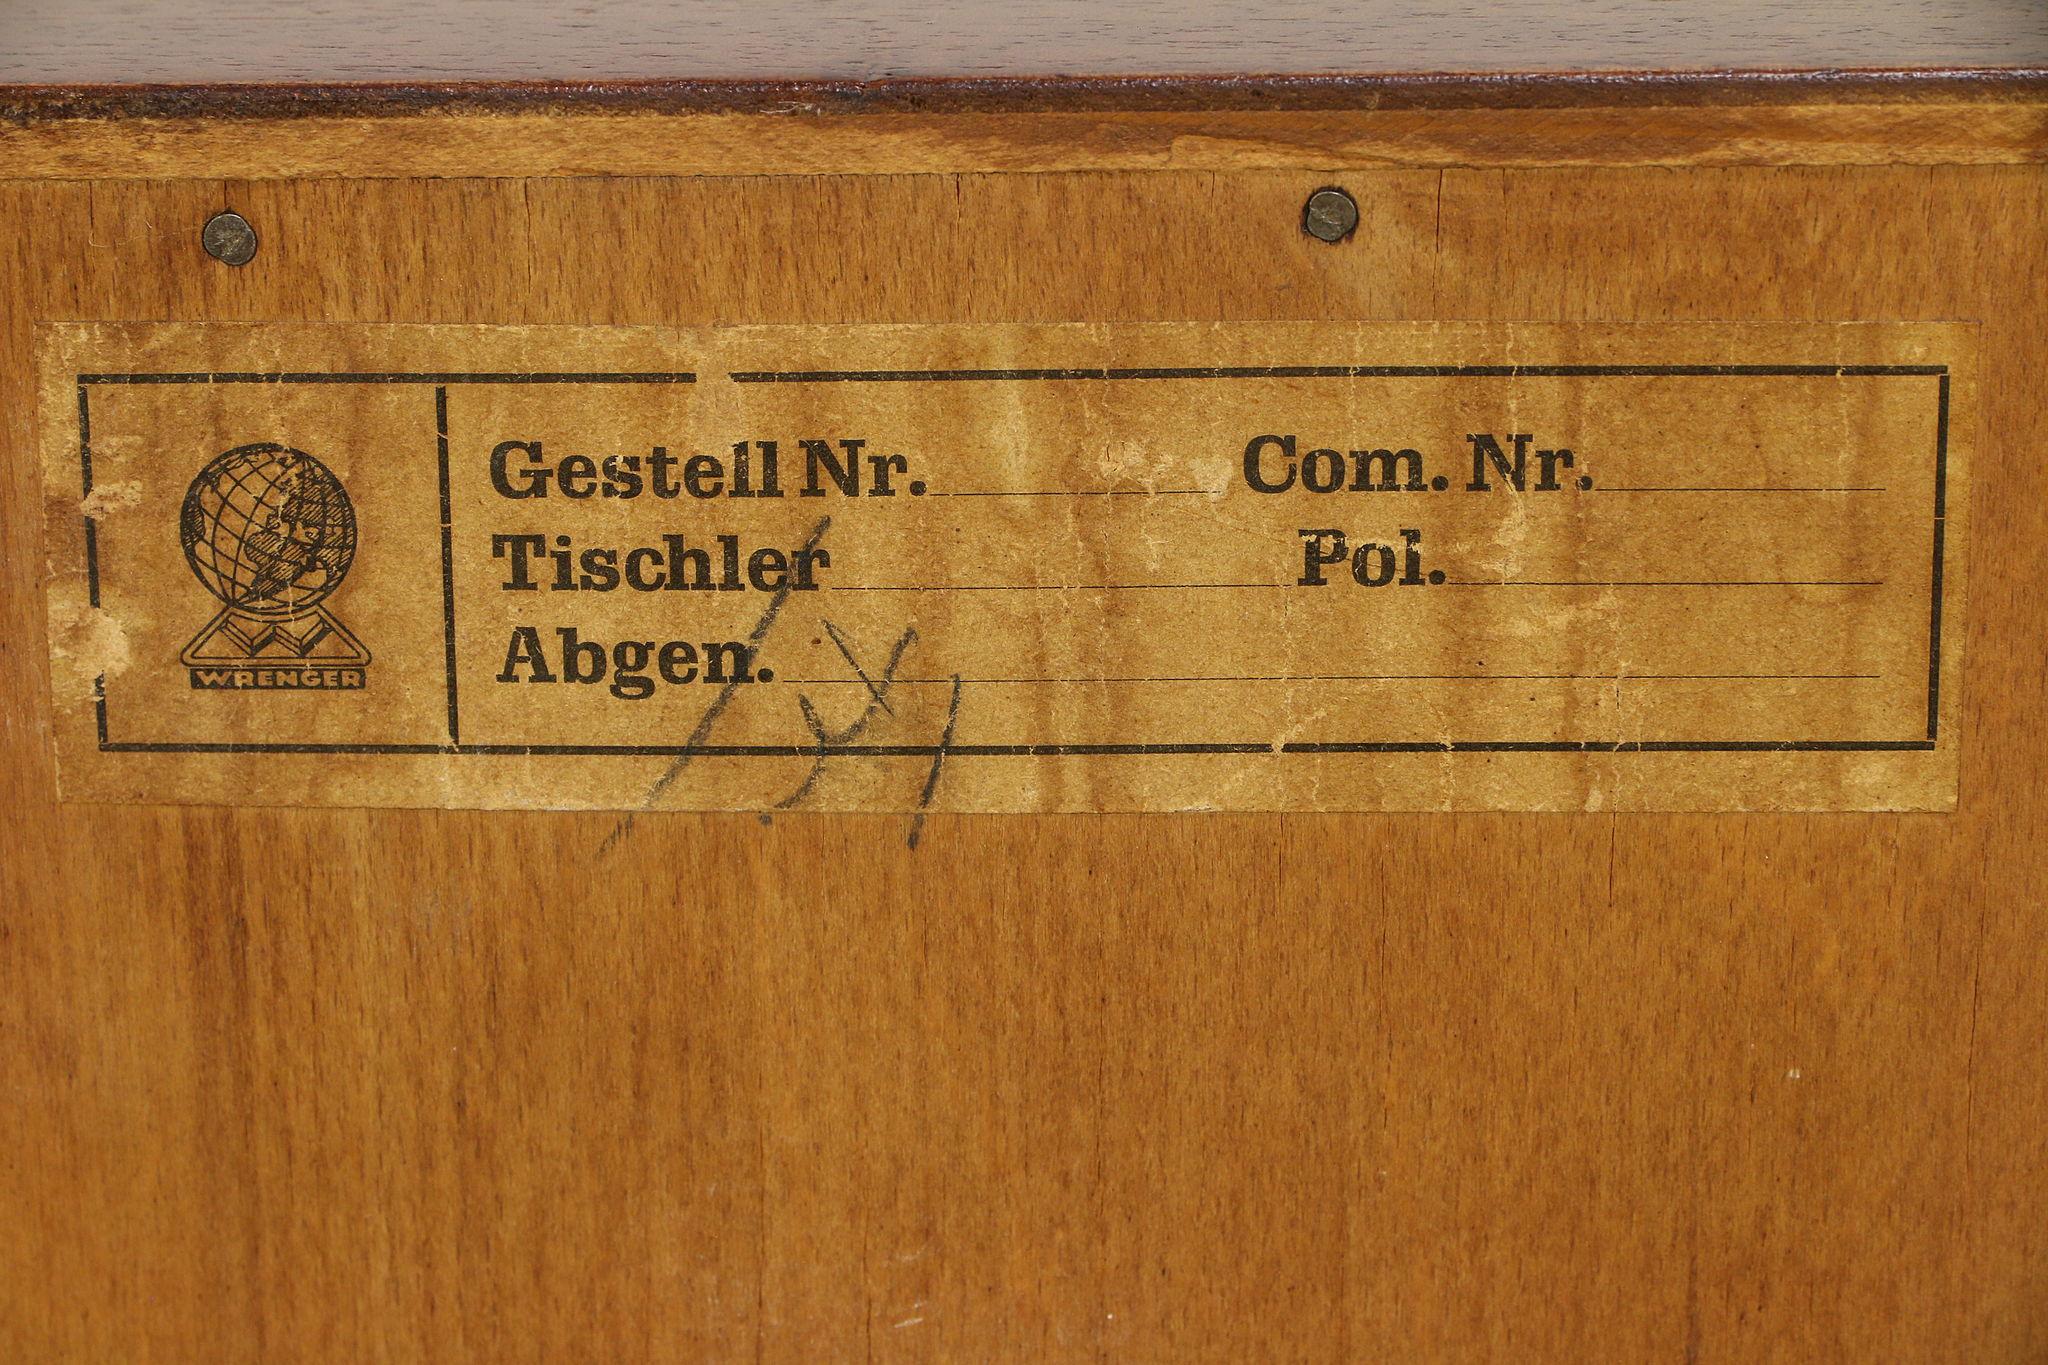 WRENGER
Gestell Nr. Com. Nr.
Tischler Pol.
Abgen.